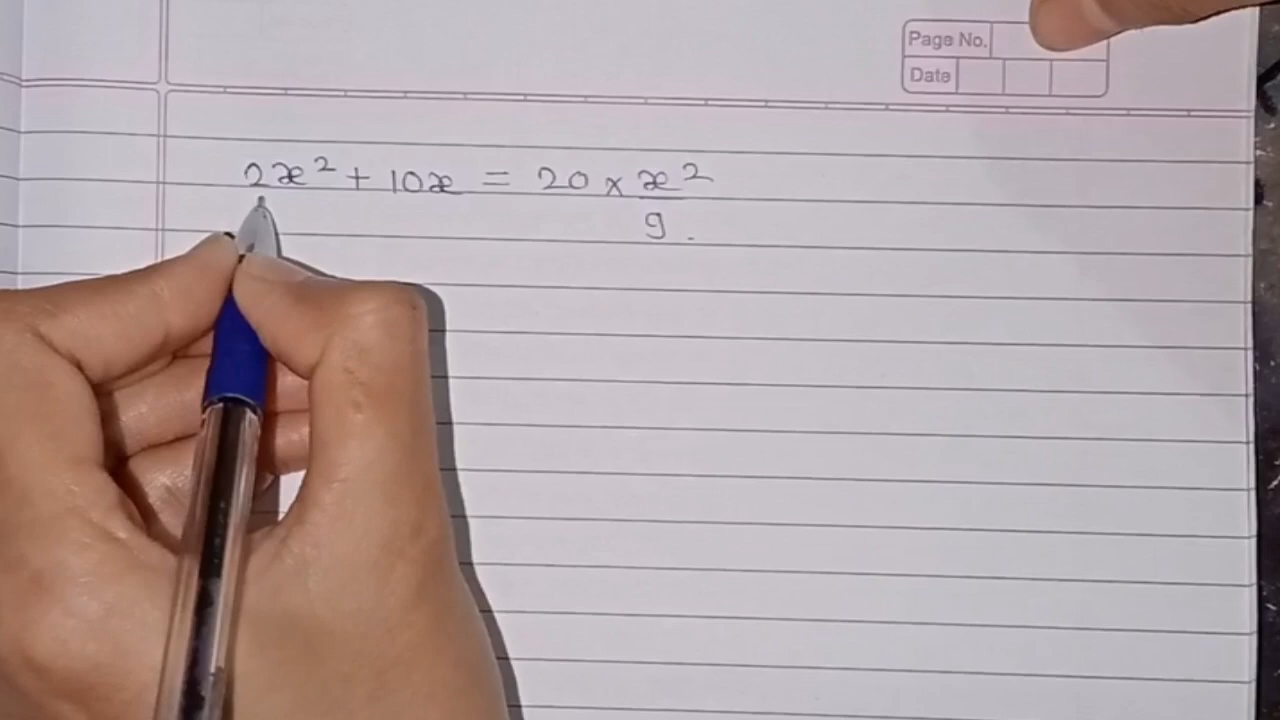 Page No.
Date
2x² + 10x = 20 × x²
9.